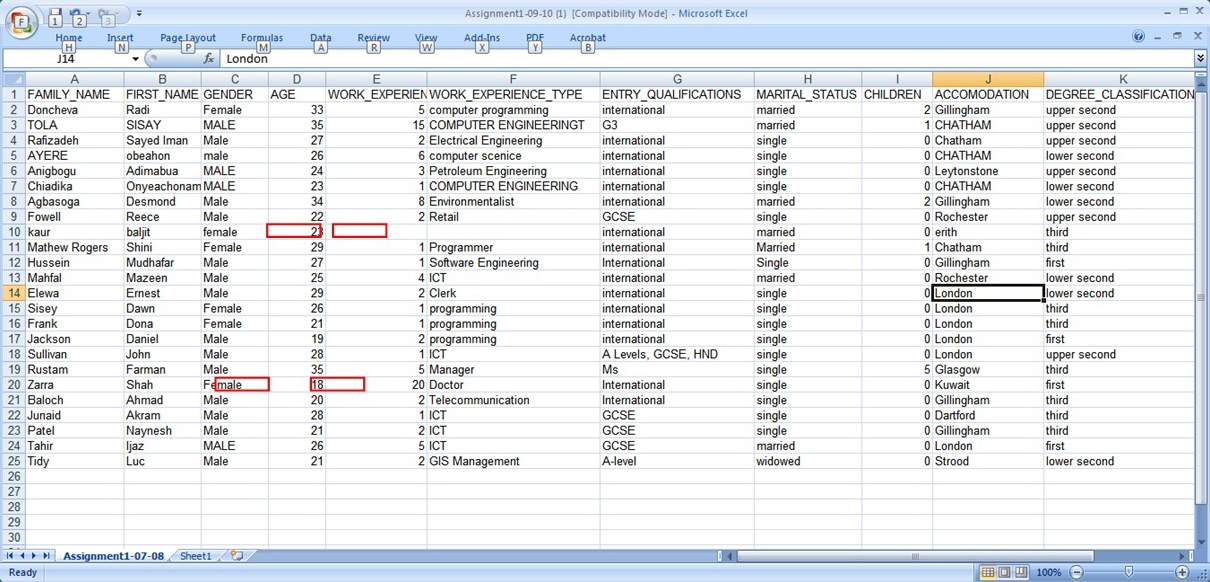 Assignment1-09-10 (1) [Compatibility Mode] - Microsoft Excel
F 1 2 3
Home Insert Page Layout Formulas Data Review View Add-Ins PDF Acrobat
H N P M A R W X Y B
J14 fx London
A B C D E F G H I J K
1 FAMILY_NAME FIRST_NAME GENDER AGE WORK_EXPERIEN WORK_EXPERIENCE_TYPE ENTRY_QUALIFICATIONS MARITAL_STATUS CHILDREN ACCOMODATION DEGREE_CLASSIFICATION
2 Doncheva Radi Female 33 5 computer programming international married 2 Gillingham upper second
3 TOLA SISAY MALE 35 15 COMPUTER ENGINEERINGT G3 married 1 CHATHAM upper second
4 Rafizadeh Sayed Iman Male 27 2 Electrical Engineering international single 0 Chatham upper second
5 AYERE obeahon male 26 6 computer scenice international single 0 CHATHAM lower second
6 Anigbogu Adimabua MALE 24 3 Petroleum Engineering international single 0 Leytonstone upper second
7 Chiadika Onyeachonam MALE 23 1 COMPUTER ENGINEERING international single 0 CHATHAM lower second
8 Agbasoga Desmond Male 34 8 Environmentalist international married 2 Gillingham lower second
9 Fowell Reece Male 22 2 Retail GCSE single 0 Rochester upper second
10 kaur baljit female 23 international married 0 erith third
11 Mathew Rogers Shini Female 29 1 Programmer international Married 1 Chatham third
12 Hussein Mudhafar Male 27 1 Software Engineering International Single 0 Gillingham first
13 Mahfal Mazeen Male 25 4 ICT international married 0 Rochester lower second
14 Elewa Ernest Male 29 2 Clerk international single 0 London lower second
15 Sisey Dawn Female 26 1 programming international single 0 London third
16 Frank Dona Female 21 1 programming international single 0 London third
17 Jackson Daniel Male 19 2 programming international single 0 London first
18 Sullivan John Male 28 1 ICT A Levels, GCSE, HND single 0 London upper second
19 Rustam Farman Male 35 5 Manager Ms single 5 Glasgow third
20 Zarra Shah Female 18 20 Doctor International single 0 Kuwait first
21 Baloch Ahmad Male 20 2 Telecommunication International single 0 Gillingham third
22 Junaid Akram Male 28 1 ICT GCSE single 0 Dartford third
23 Patel Naynesh Male 21 2 ICT GCSE single 0 Gillingham third
24 Tahir Ijaz MALE 26 5 ICT GCSE married 0 London first
25 Tidy Luc Male 21 2 GIS Management A-level widowed 0 Strood lower second
26
27
28
29
30
Assignment1-07-08 Sheet1
Ready 100%